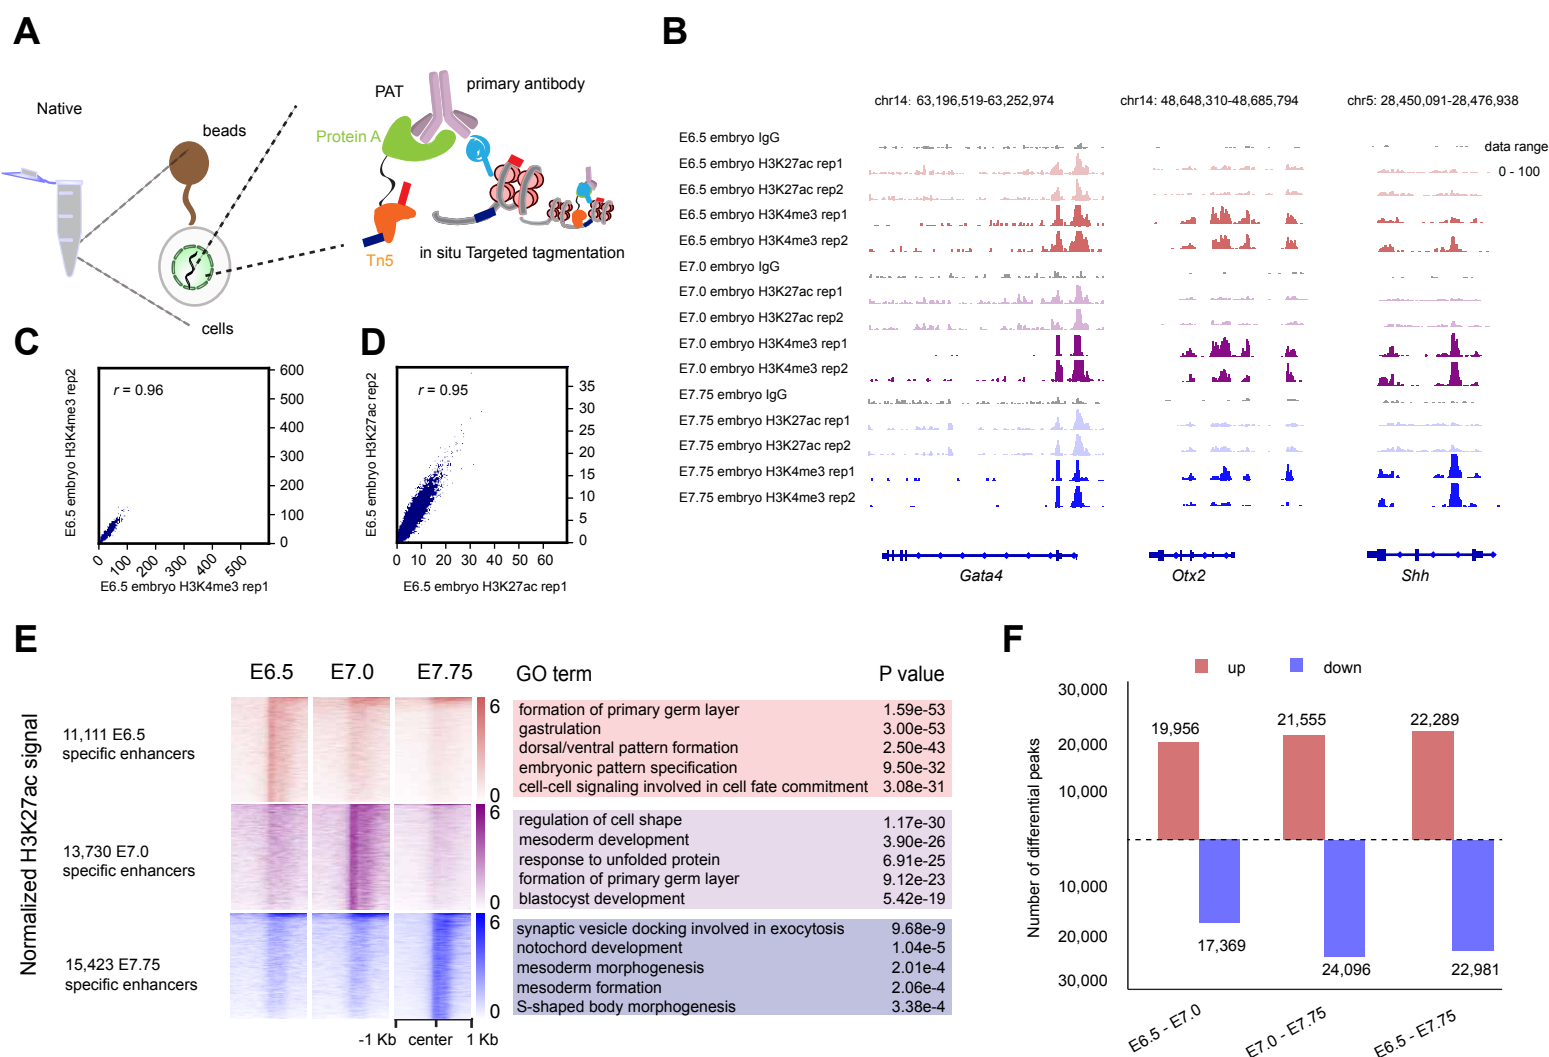 A
Native
beads
cells
PAT
primary antibody
Protein A
Tn5
in situ Targeted tagmentation
B
chr14: 63,196,519-63,252,974
chr14: 48,648,310-48,685,794
chr5: 28,450,091-28,476,938
data range
0 - 100
E6.5 embryo IgG
E6.5 embryo H3K27ac rep1
E6.5 embryo H3K27ac rep2
E6.5 embryo H3K4me3 rep1
E6.5 embryo H3K4me3 rep2
E7.0 embryo IgG
E7.0 embryo H3K27ac rep1
E7.0 embryo H3K27ac rep2
E7.0 embryo H3K4me3 rep1
E7.0 embryo H3K4me3 rep2
E7.75 embryo IgG
E7.75 embryo H3K27ac rep1
E7.75 embryo H3K27ac rep2
E7.75 embryo H3K4me3 rep1
E7.75 embryo H3K4me3 rep2
Gata4
Otx2
Shh
C
E6.5 embryo H3K4me3 rep2
r = 0.96
600
500
400
300
200
100
0
0 100 200 300 400 500
E6.5 embryo H3K4me3 rep1
D
E6.5 embryo H3K27ac rep2
r = 0.95
35
30
25
20
15
10
5
0
0 10 20 30 40 50 60
E6.5 embryo H3K27ac rep1
E
Normalized H3K27ac signal
E6.5 E7.0 E7.75
GO term P value
11,111 E6.5
specific enhancers
6
0
formation of primary germ layer 1.59e-53
gastrulation 3.00e-53
dorsal/ventral pattern formation 2.50e-43
embryonic pattern specification 9.50e-32
cell-cell signaling involved in cell fate commitment 3.08e-31
13,730 E7.0
specific enhancers
6
0
regulation of cell shape 1.17e-30
mesoderm development 3.90e-26
response to unfolded protein 6.91e-25
formation of primary germ layer 9.12e-23
blastocyst development 5.42e-19
15,423 E7.75
specific enhancers
6
0
synaptic vesicle docking involved in exocytosis 9.68e-9
notochord development 1.04e-5
mesoderm morphogenesis 2.01e-4
mesoderm formation 2.06e-4
S-shaped body morphogenesis 3.38e-4
-1 Kb center 1 Kb
F
up
down
Number of differential peaks
30,000
20,000
10,000
10,000
20,000
30,000
19,956
21,555
22,289
17,369
24,096
22,981
E6.5 - E7.0
E7.0 - E7.75
E6.5 - E7.75